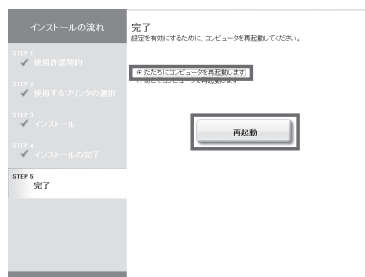 インストールの流れ
STEP 1
使用許諾契約
STEP 2
使用するプリンタの選択
STEP 3
インストール
STEP 4
インストールの完了
STEP 5
完了
完了
設定を有効にするために、コンピュータを再起動してください。
ただちにコンピュータを再起動します
あとでコンピュータを再起動します
再起動